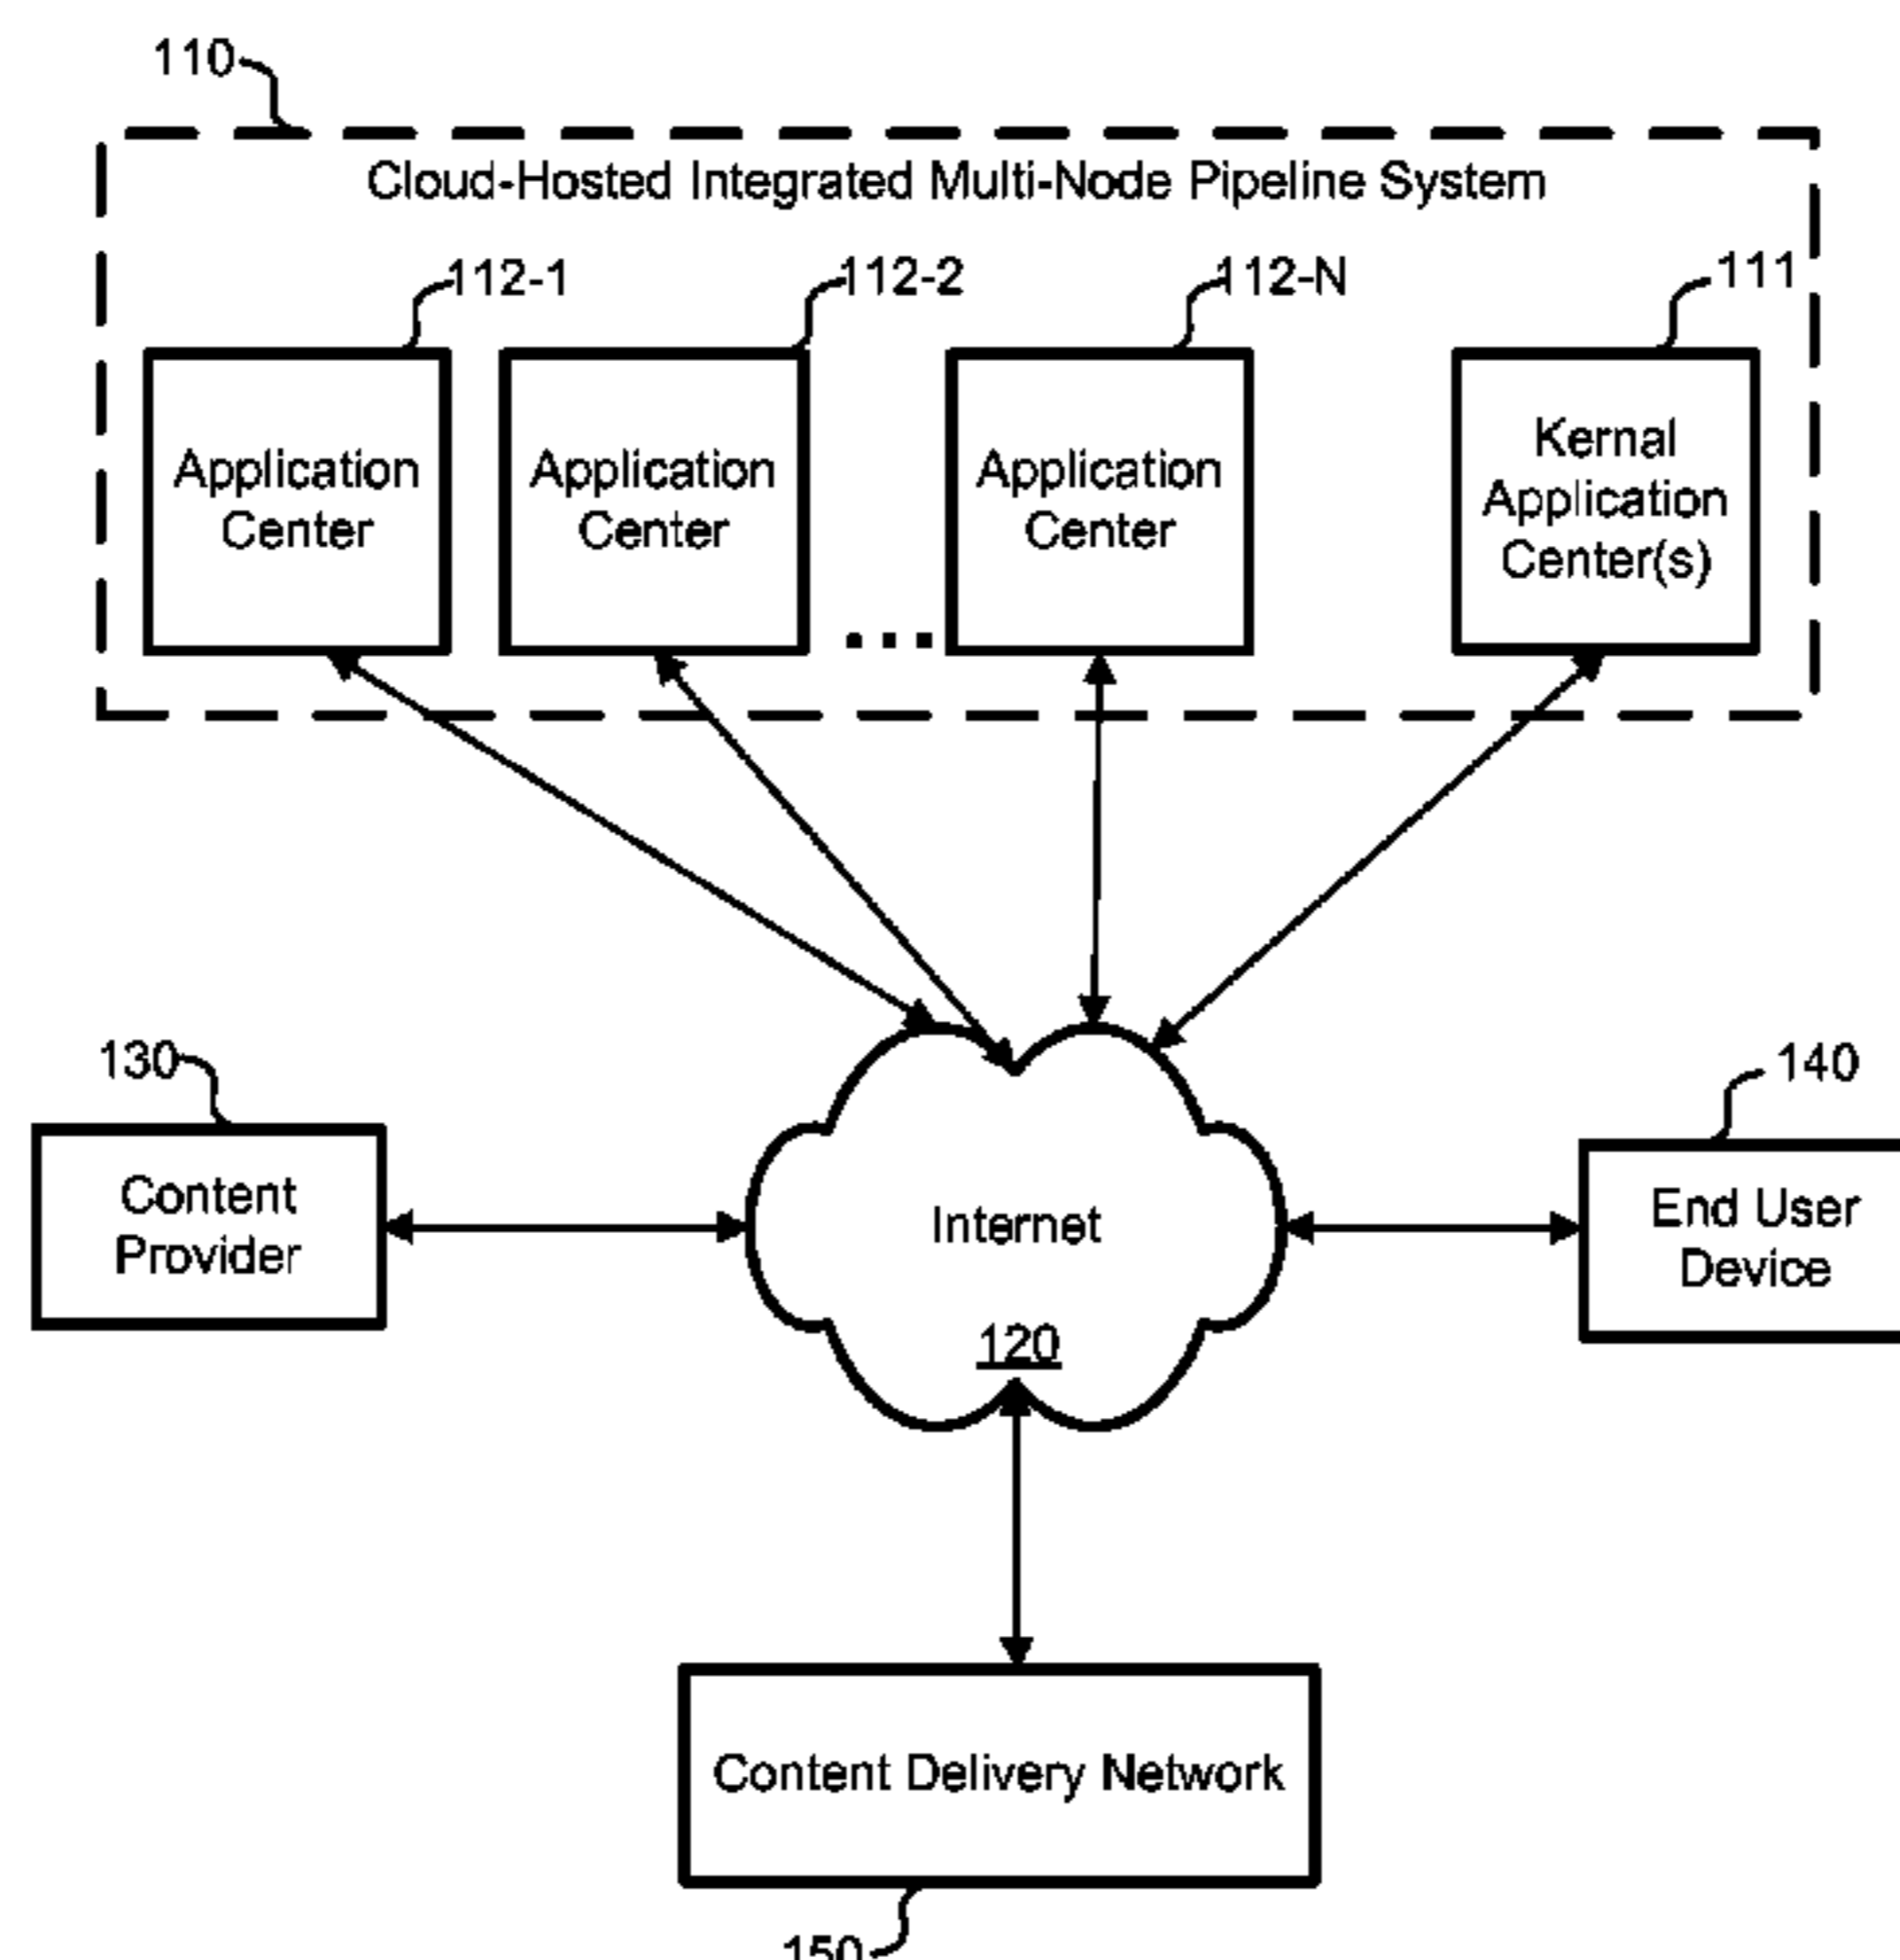 110
Cloud-Hosted Integrated Multi-Node Pipeline System
112-1
112-2
112-N
111
Application
Center
Application
Center
...
Application
Center
Kernal
Application
Center(s)
130
Content
Provider
Internet
120
140
End User
Device
Content Delivery Network
150